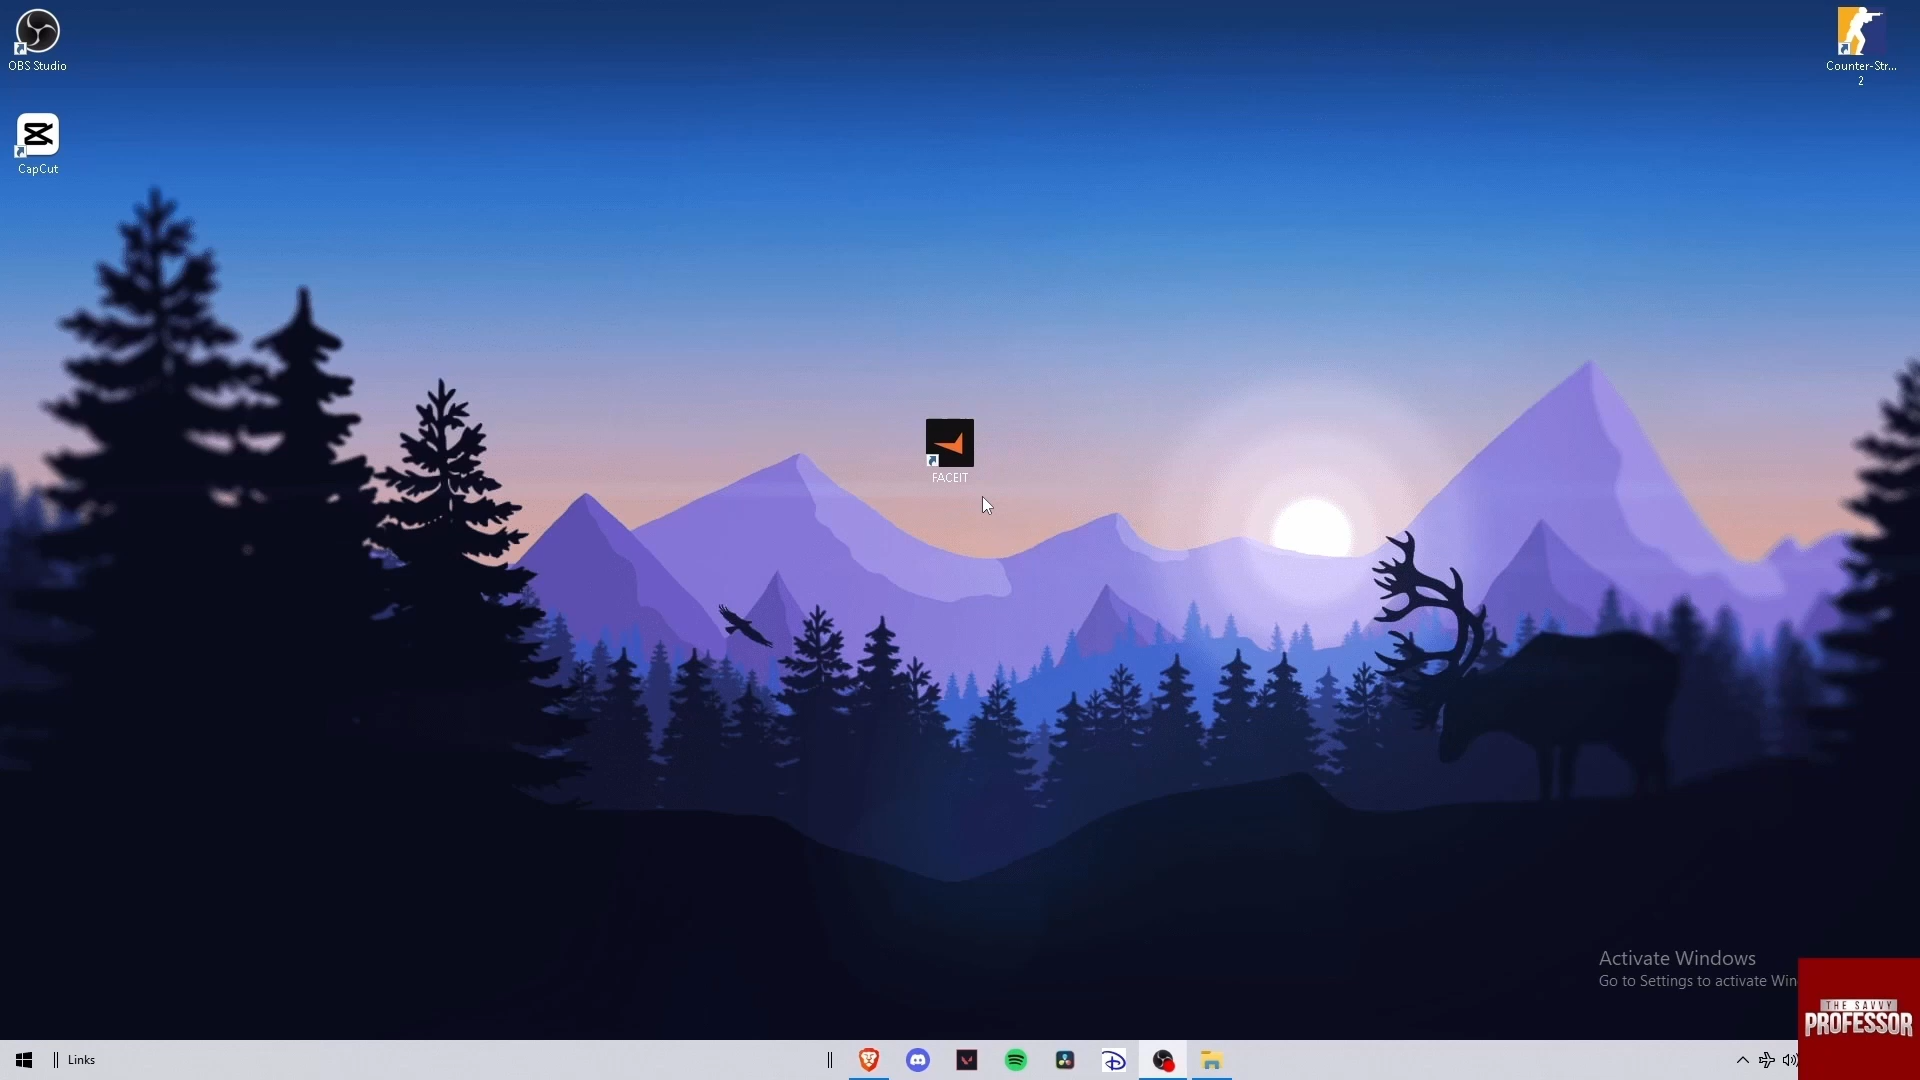 OBS Studio
Counter-Str...
2
CapCut
FACEIT
Activate Windows
Go to Settings to activate Win
THE SAVVY
PROFESSOR
Links